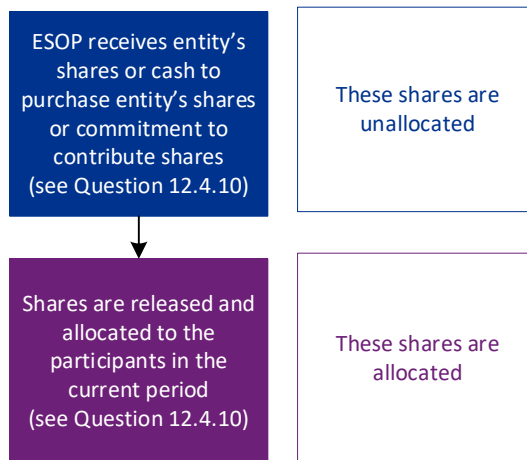 ESOP receives entity’s
shares or cash to
purchase entity’s shares
or commitment to
contribute shares
(see Question 12.4.10)
These shares are
unallocated
Shares are released and
allocated to the
participants in the
current period
(see Question 12.4.10)
These shares are
allocated